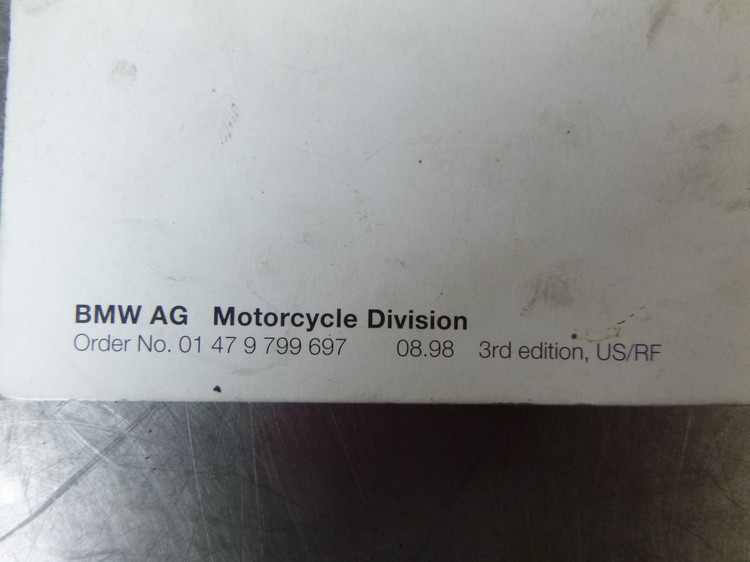 BMW AG Motorcycle Division
Order No. 01 47 9 799 697 08.98 3rd edition, US/RF